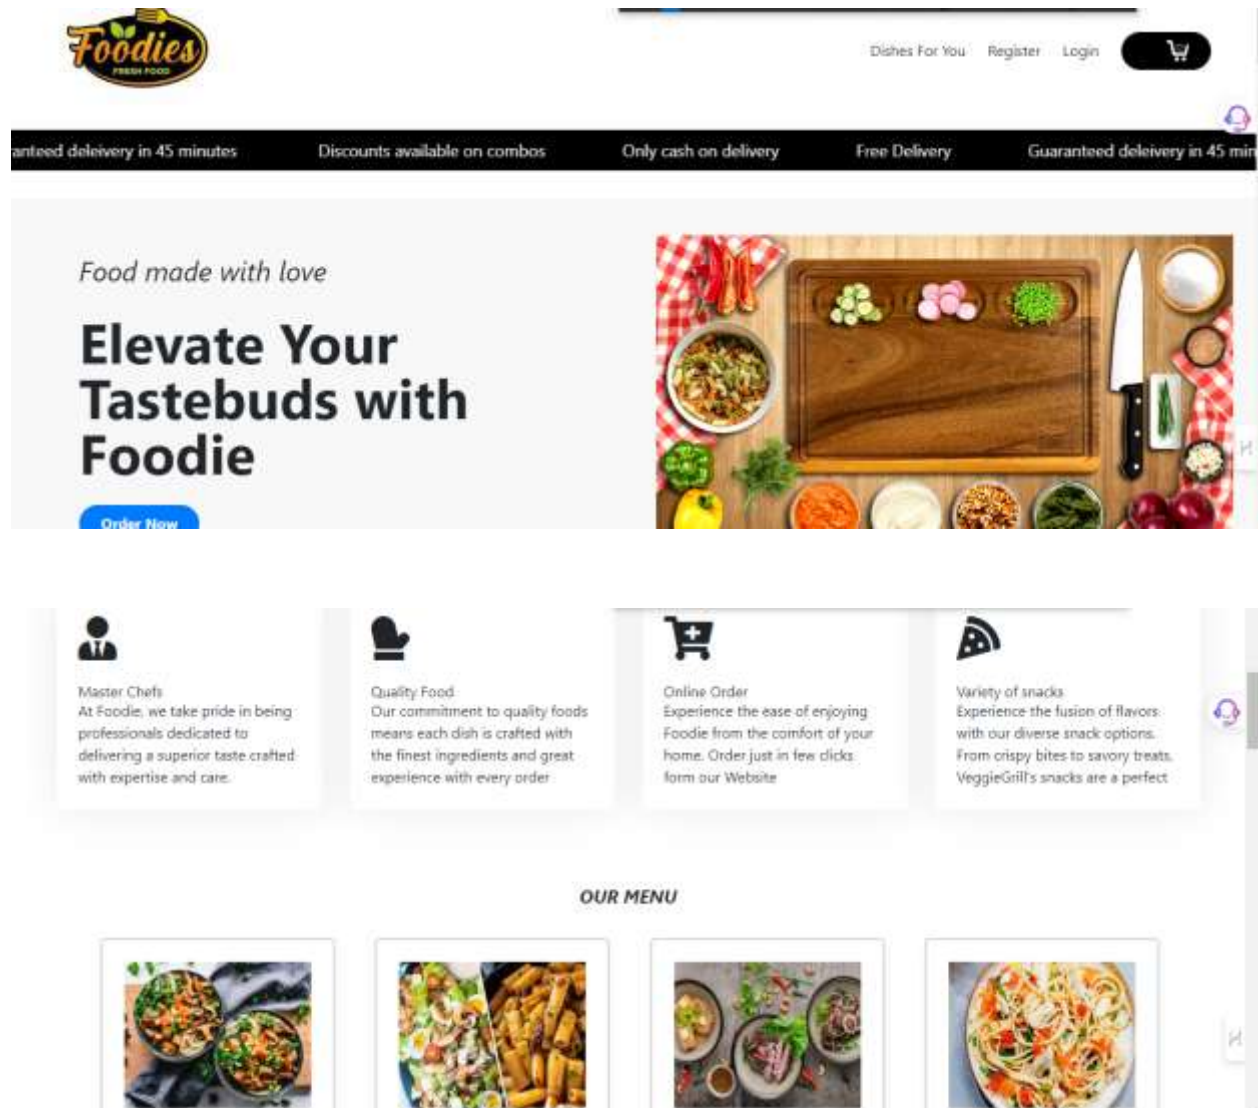 Foodies
FRESH FOOD
Dishes For You Register Login
anteed deleivery in 45 minutes Discounts available on combos Only cash on delivery Free Delivery Guaranteed deleivery in 45 min
Food made with love
Elevate Your
Tastebuds with
Foodie
Order Now
Master Chefs
At Foodie, we take pride in being
professionals dedicated to
delivering a superior taste crafted
with expertise and care.
Quality Food
Our commitment to quality foods
means each dish is crafted with
the finest ingredients and great
experience with every order
Online Order
Experience the ease of enjoying
Foodie from the comfort of your
home. Order just in few clicks
form our Website
Variety of snacks
Experience the fusion of flavors
with our diverse snack options.
From crispy bites to savory treats,
VeggieGrill's snacks are a perfect
OUR MENU